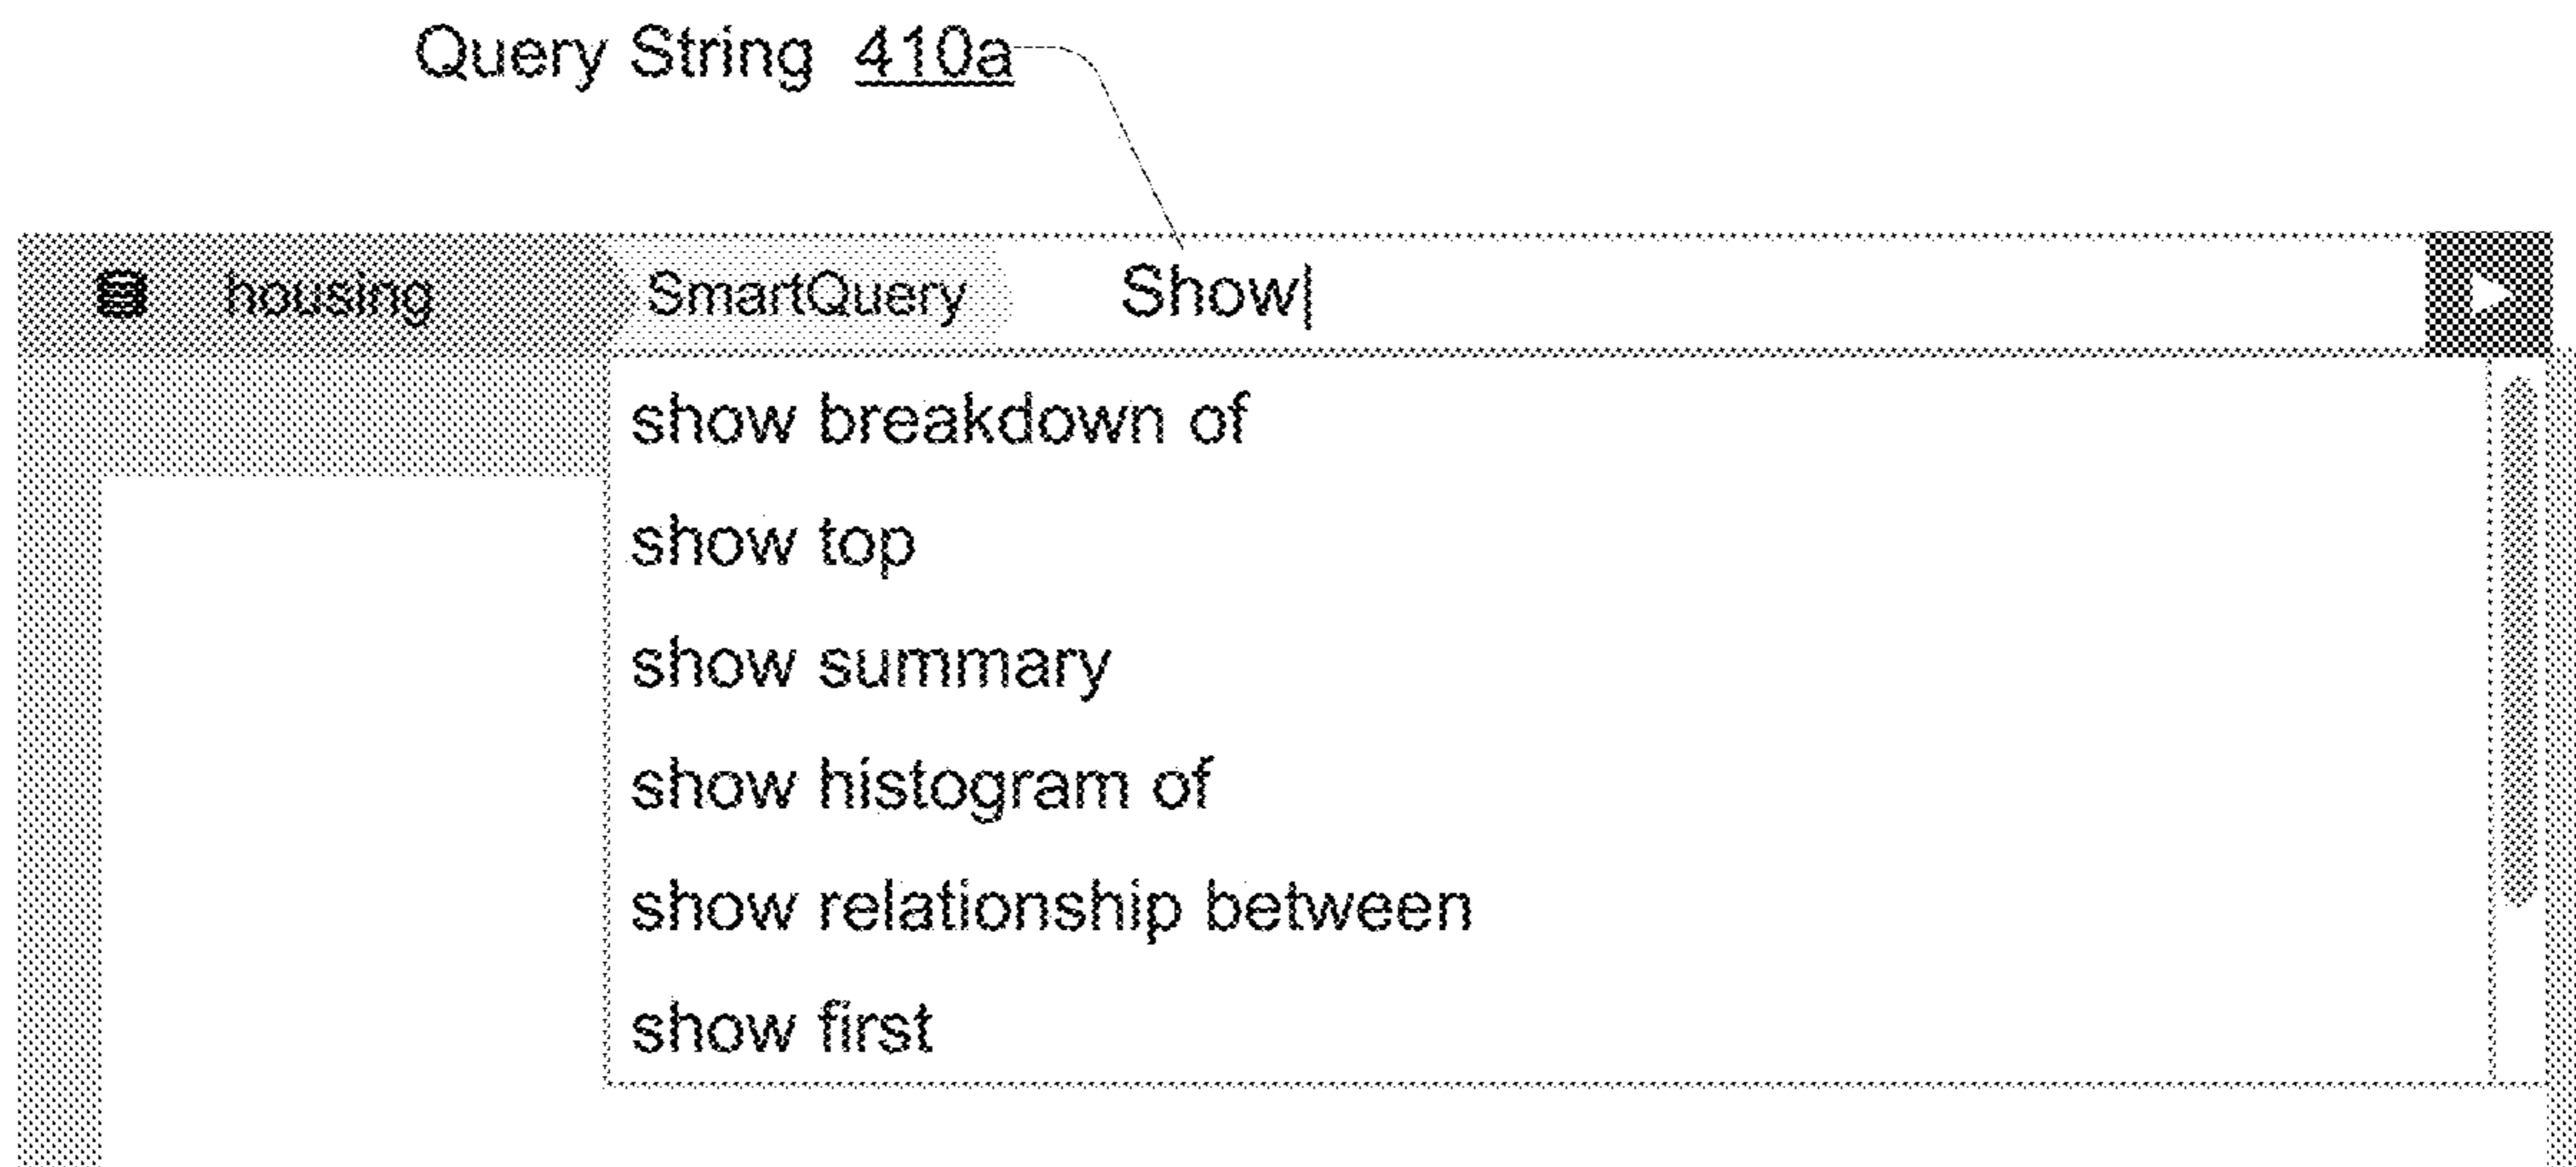 Query String 410a
housing SmartQuery Show
show breakdown of
show top
show summary
show histogram of
show relationship between
show first